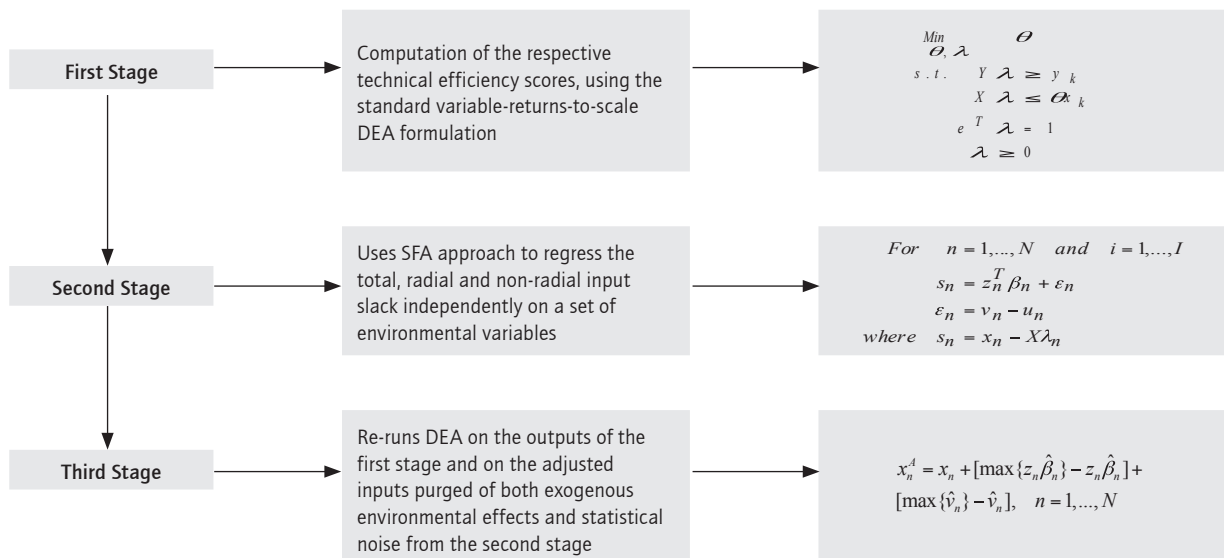 First Stage
Computation of the respective
technical efficiency scores, using the
standard variable-returns-to-scale
DEA formulation
Min θ
θ, λ
s . t . Y λ ≥ y k
X λ ≤ θx k
e T λ = 1
λ ≥ 0
Second Stage
Uses SFA approach to regress the
total, radial and non-radial input
slack independently on a set of
environmental variables
For n = 1,..., N and i = 1,..., I
s_n = z_n^T β_n + ε_n
ε_n = v_n − u_n
where s_n = x_n − Xλ_n
Third Stage
Re-runs DEA on the outputs of the
first stage and on the adjusted
inputs purged of both exogenous
environmental effects and statistical
noise from the second stage
x_n^A = x_n + [max{z_n β̂_n} − z_n β̂_n] +
[max{v̂_n} − v̂_n], n = 1,..., N